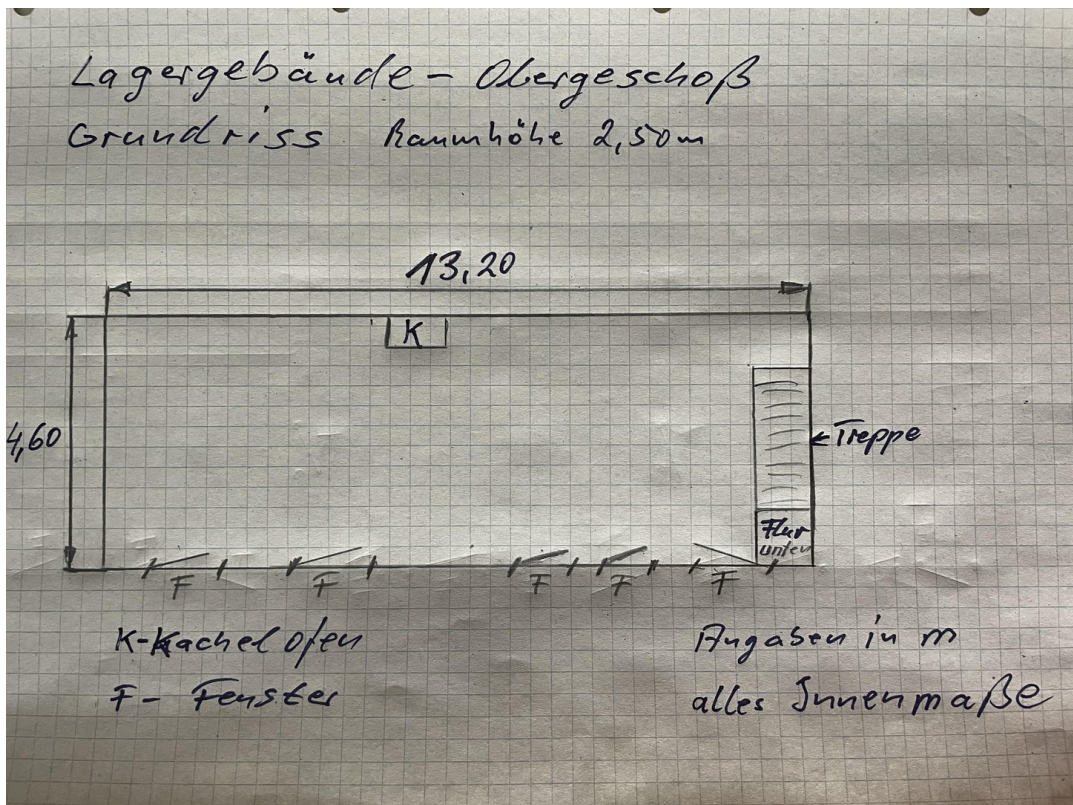 Lagergebäude - Obergeschoß
Grundriss Raumhöhe 2,50m
13,20
K
4,60
Treppe
Flur
unten
F F F F F
K-Kachelofen
F- Fenster
Angaben in m
alles Innenmaße